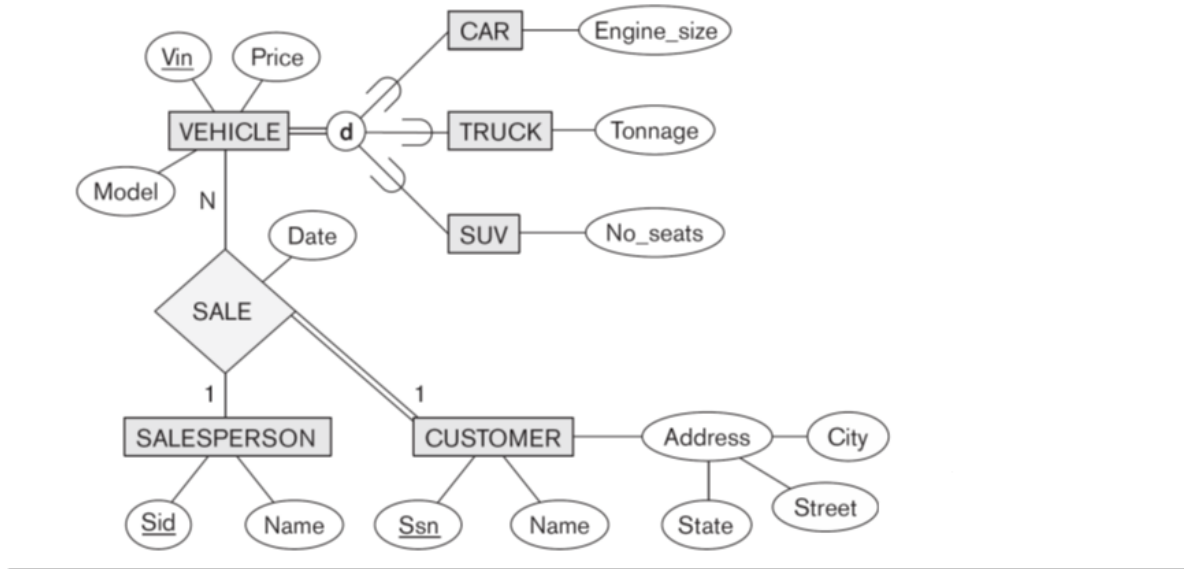 CAR
Engine_size
Vin
Price
VEHICLE
d
TRUCK
Tonnage
Model
N
SUV
No_seats
Date
SALE
1
1
SALESPERSON
CUSTOMER
Address
City
Sid
Name
Ssn
Name
State
Street